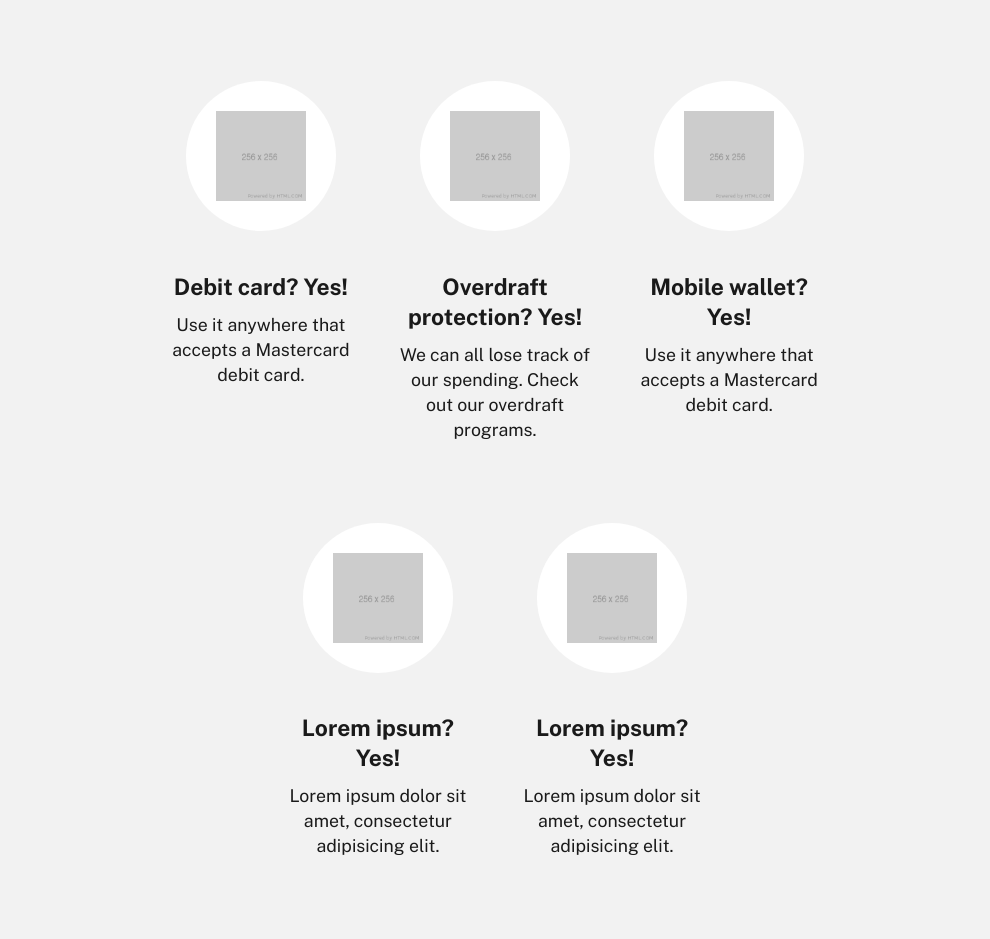 256 x 256
Powered by HTML.COM
256 x 256
Powered by HTML.COM
256 x 256
Powered by HTML.COM
Debit card? Yes!
Use it anywhere that
accepts a Mastercard
debit card.
Overdraft
protection? Yes!
We can all lose track of
our spending. Check
out our overdraft
programs.
Mobile wallet?
Yes!
Use it anywhere that
accepts a Mastercard
debit card.
256 x 256
Powered by HTML.COM
256 x 256
Powered by HTML.COM
Lorem ipsum?
Yes!
Lorem ipsum dolor sit
amet, consectetur
adipisicing elit.
Lorem ipsum?
Yes!
Lorem ipsum dolor sit
amet, consectetur
adipisicing elit.